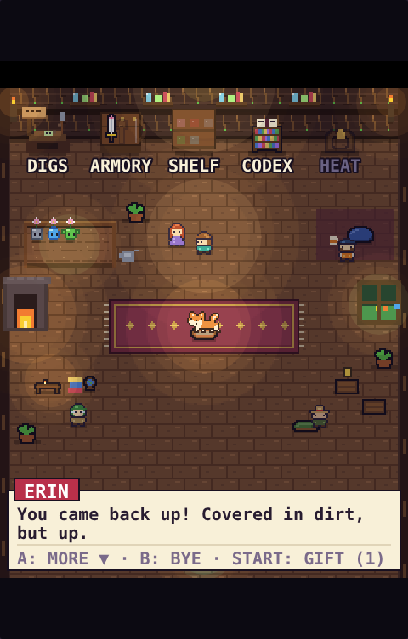 DIGS ARMORY SHELF CODEX HEAT
ERIN
You came back up! Covered in dirt,
but up.
A: MORE ▼ · B: BYE · START: GIFT (1)